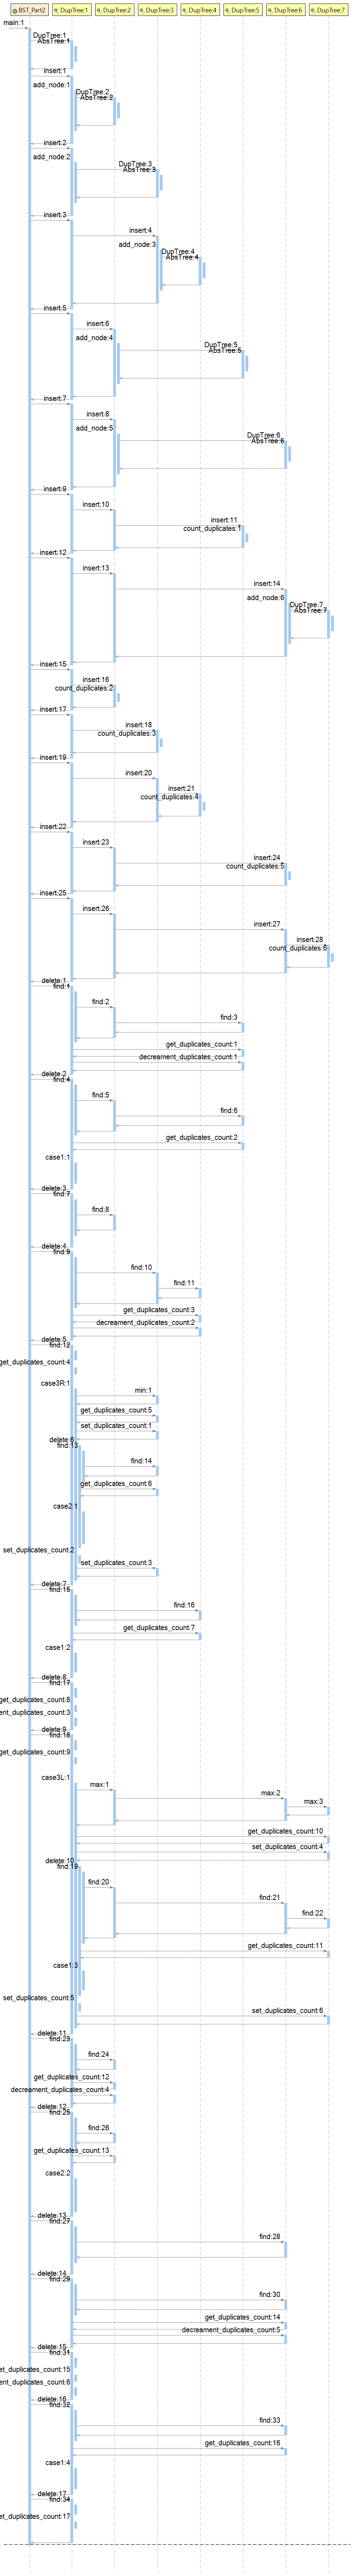 BST_Part2 DupTree:1 DupTree:2 DupTree:3 DupTree:4 DupTree:5 DupTree:6 DupTree:7
main:1
DupTree:1
AbsTree:1
insert:1
add_node:1
DupTree:2
AbsTree:2
insert:2
add_node:2
DupTree:3
AbsTree:3
insert:3
insert:4
add_node:3
DupTree:4
AbsTree:4
insert:5
insert:6
add_node:4
DupTree:5
AbsTree:5
insert:7
insert:8
add_node:5
DupTree:6
AbsTree:6
insert:9
insert:10
insert:11
count_duplicates:1
insert:12
insert:13
insert:14
add_node:6
DupTree:7
AbsTree:7
insert:15
insert:16
count_duplicates:2
insert:17
insert:18
count_duplicates:3
insert:19
insert:20
insert:21
count_duplicates:4
insert:22
insert:23
insert:24
count_duplicates:5
insert:25
insert:26
insert:27
insert:28
count_duplicates:6
delete:1
find:1
find:2
find:3
get_duplicates_count:1
decreament_duplicates_count:1
delete:2
find:4
find:5
find:6
get_duplicates_count:2
case1:1
delete:3
find:7
find:8
delete:4
find:9
find:10
find:11
get_duplicates_count:3
decreament_duplicates_count:2
delete:5
find:12
get_duplicates_count:4
case3R:1
min:1
get_duplicates_count:5
set_duplicates_count:1
delete:6
find:13
find:14
get_duplicates_count:6
case2:1
set_duplicates_count:2
set_duplicates_count:3
delete:7
find:15
find:16
get_duplicates_count:7
case1:2
delete:8
find:17
get_duplicates_count:8
ent_duplicates_count:3
delete:9
find:18
get_duplicates_count:9
case3L:1
max:1
max:2
max:3
get_duplicates_count:10
set_duplicates_count:4
delete:10
find:19
find:20
find:21
find:22
get_duplicates_count:11
case1:3
set_duplicates_count:5
set_duplicates_count:6
delete:11
find:23
find:24
get_duplicates_count:12
decreament_duplicates_count:4
delete:12
find:25
find:26
get_duplicates_count:13
case2:2
delete:13
find:27
find:28
delete:14
find:29
find:30
get_duplicates_count:14
decreament_duplicates_count:5
delete:15
find:31
et_duplicates_count:15
ent_duplicates_count:6
delete:16
find:32
find:33
get_duplicates_count:16
case1:4
delete:17
find:34
et_duplicates_count:17